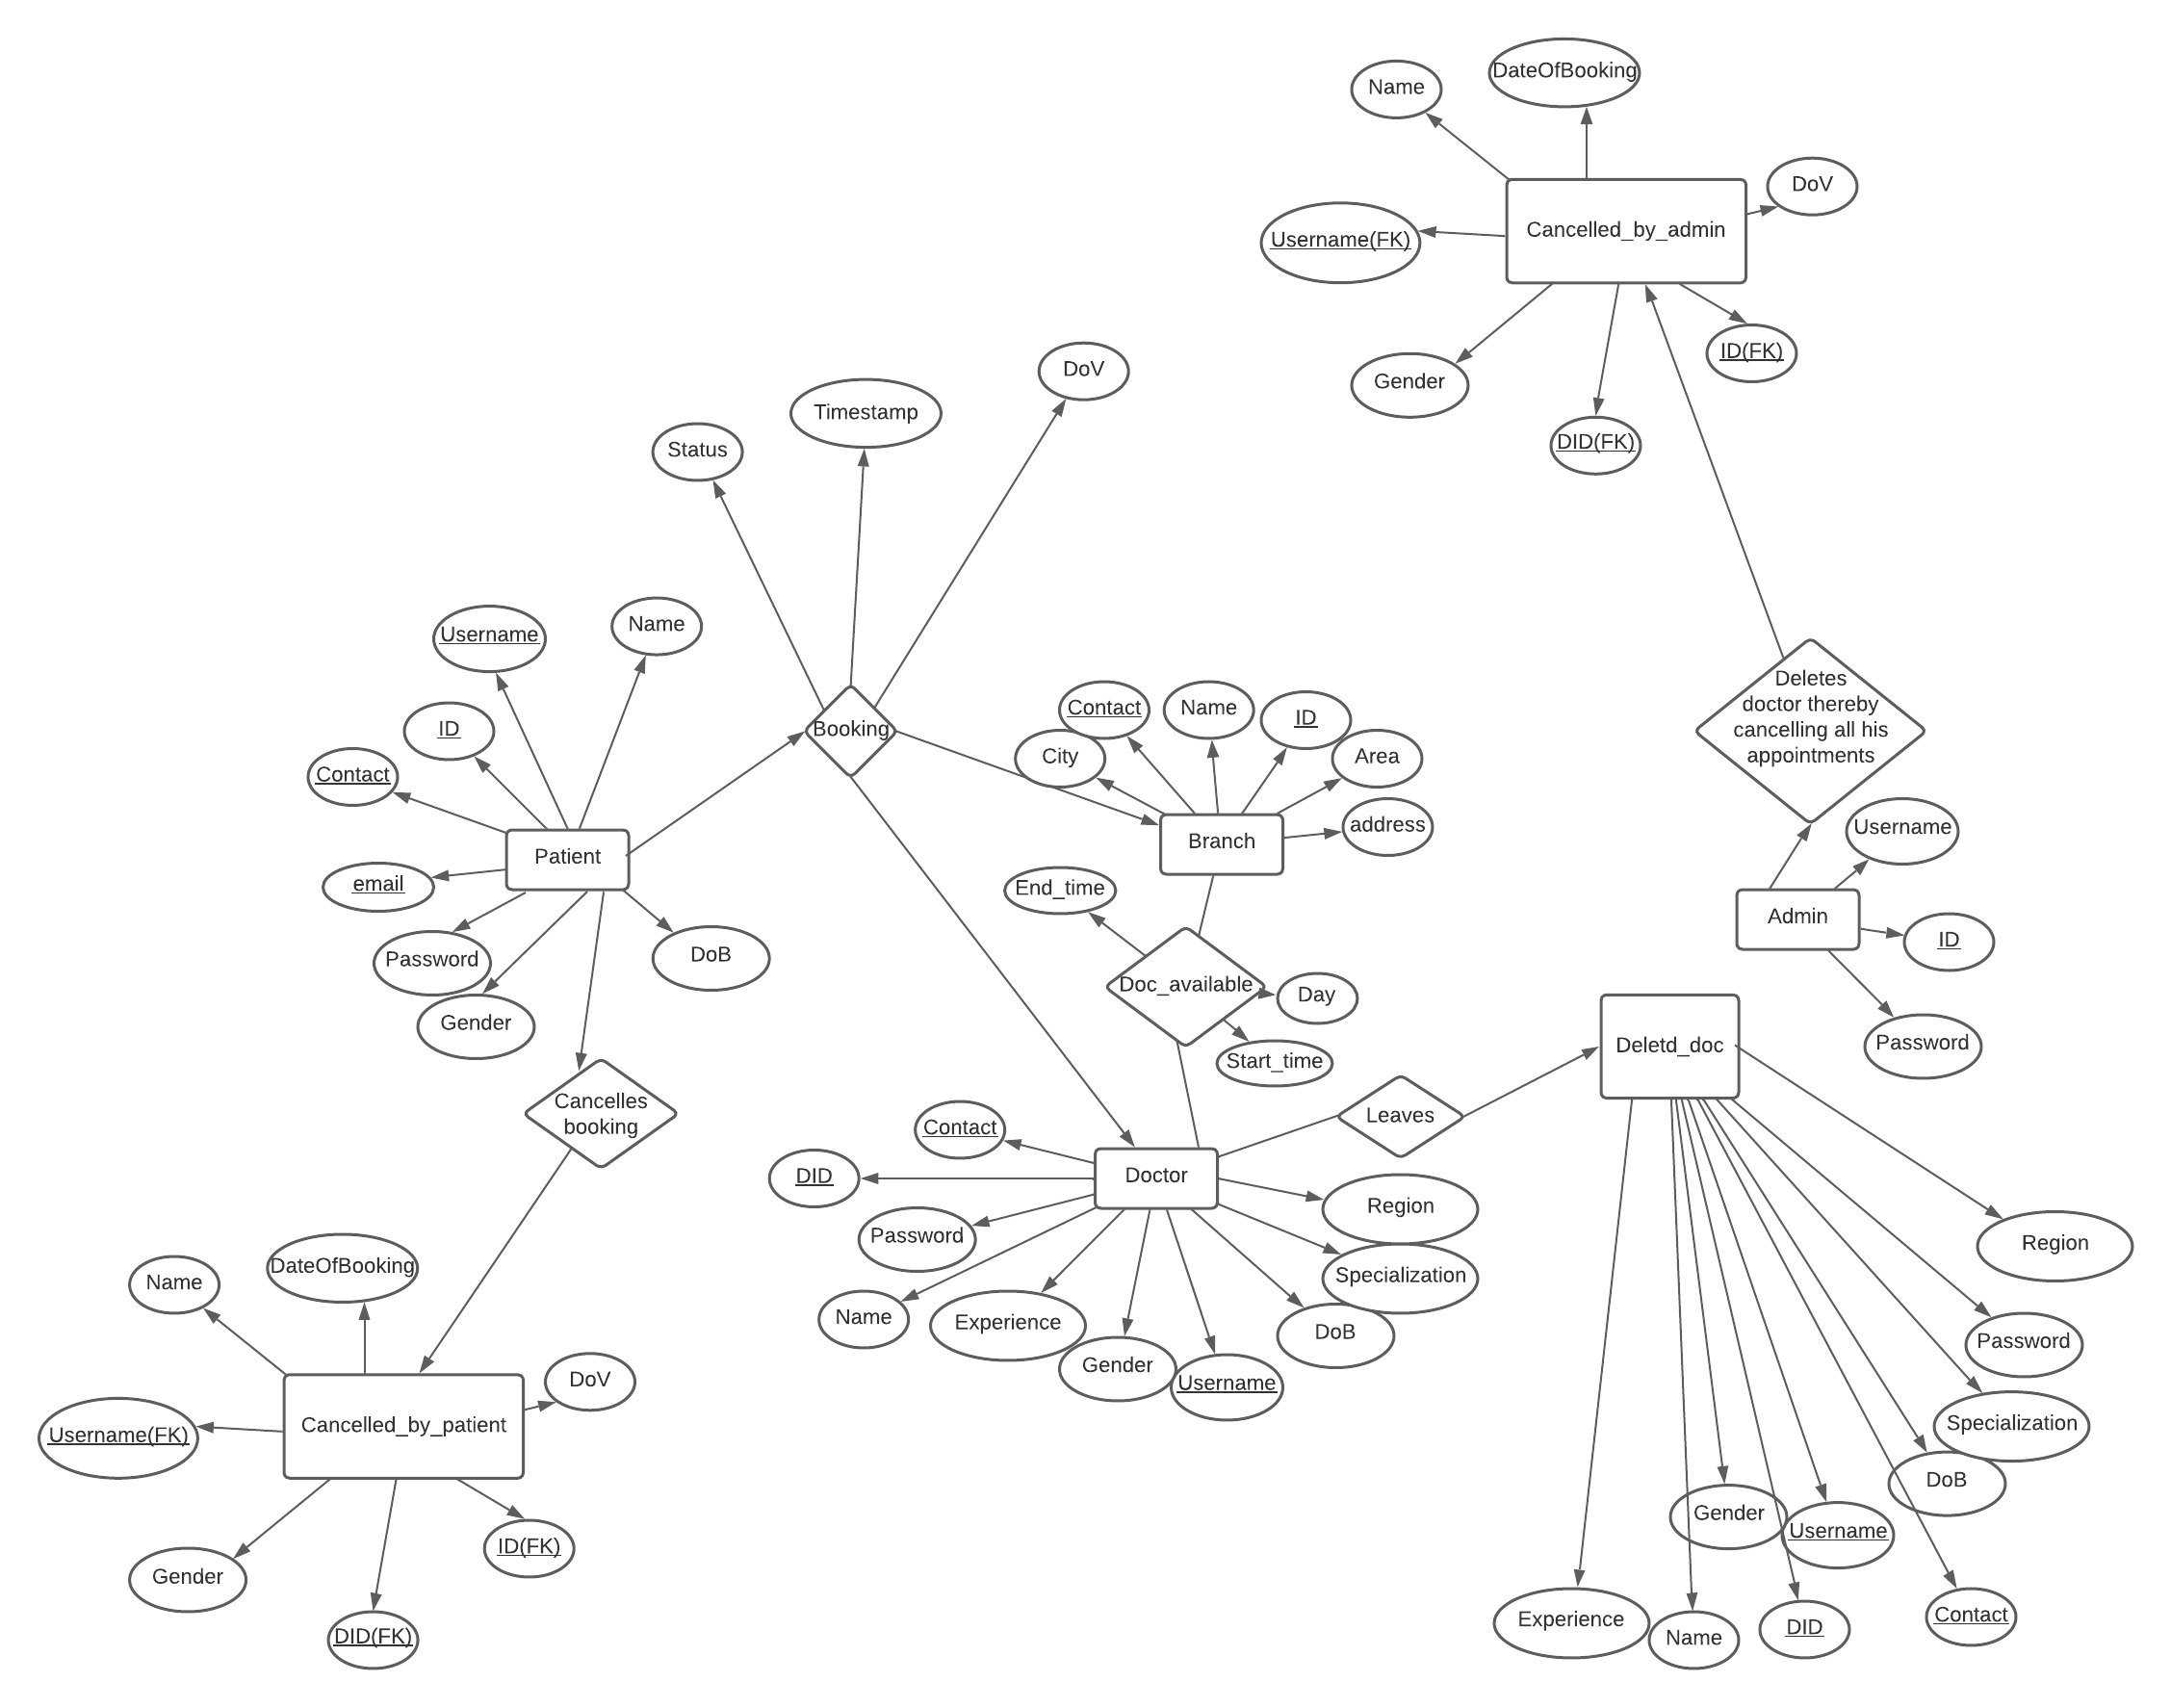 DateOfBooking
Name
DoV
Cancelled_by_admin
Username(FK)
ID(FK)
Gender
DID(FK)
DoV
Timestamp
Status
Username
Name
ID
Contact
Patient
email
Password
DoB
Gender
Booking
Contact
Name
ID
City
Area
address
Branch
End_time
Doc_available
Day
Start_time
Deletes
doctor thereby
cancelling all his
appointments
Username
Admin
ID
Password
Deletd_doc
Cancelles
booking
Leaves
Contact
DID
Doctor
Region
Password
Specialization
Name
Experience
DoB
Gender
Username
Region
Password
Specialization
DoB
Gender
Username
Experience
Name
DID
Contact
Name
DateOfBooking
DoV
Cancelled_by_patient
Username(FK)
ID(FK)
Gender
DID(FK)